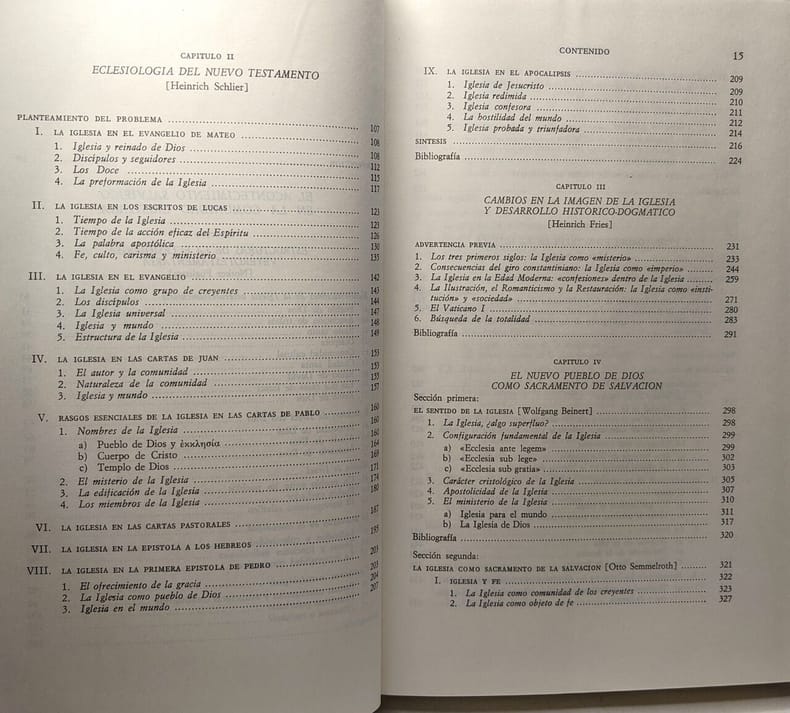 CAPITULO II
ECLESIOLOGIA DEL NUEVO TESTAMENTO
[Heinrich Schlier]
PLANTEAMIENTO DEL PROBLEMA 107
I. LA IGLESIA EN EL EVANGELIO DE MATEO 108
1. Iglesia y reinado de Dios 108
2. Discípulos y seguidores 112
3. Los Doce 115
4. La preformación de la Iglesia 117
II. LA IGLESIA EN LOS ESCRITOS DE LUCAS 123
1. Tiempo de la Iglesia 123
2. Tiempo de la acción eficaz del Espíritu 126
3. La palabra apostólica 130
4. Fe, culto, carisma y ministerio 135
III. LA IGLESIA EN EL EVANGELIO 142
1. La Iglesia como grupo de creyentes 143
2. Los discípulos 144
3. La Iglesia universal 147
4. Iglesia y mundo 148
5. Estructura de la Iglesia 149
IV. LA IGLESIA EN LAS CARTAS DE JUAN 153
1. El autor y la comunidad 153
2. Naturaleza de la comunidad 155
3. Iglesia y mundo 157
V. RASGOS ESENCIALES DE LA IGLESIA EN LAS CARTAS DE PABLO 160
1. Nombres de la Iglesia 160
a) Pueblo de Dios y ἐκκλησία 160
b) Cuerpo de Cristo 164
c) Templo de Dios 169
2. El misterio de la Iglesia 171
3. La edificación de la Iglesia 174
4. Los miembros de la Iglesia 180
VI. LA IGLESIA EN LAS CARTAS PASTORALES 187
VII. LA IGLESIA EN LA EPISTOLA A LOS HEBREOS 195
VIII. LA IGLESIA EN LA PRIMERA EPISTOLA DE PEDRO 203
1. El ofrecimiento de la gracia 203
2. La Iglesia como pueblo de Dios 204
3. Iglesia en el mundo 207
CONTENIDO 15
IX. LA IGLESIA EN EL APOCALIPSIS 209
1. Iglesia de Jesucristo 209
2. Iglesia redimida 210
3. Iglesia confesora 211
4. La hostilidad del mundo 212
5. Iglesia probada y triunfadora 214
SINTESIS 216
Bibliografía 224
CAPITULO III
CAMBIOS EN LA IMAGEN DE LA IGLESIA
Y DESARROLLO HISTORICO-DOGMATICO
[Heinrich Fries]
ADVERTENCIA PREVIA 231
1. Los tres primeros siglos: la Iglesia como «misterio» 233
2. Consecuencias del giro constantiniano: la Iglesia como «imperio» 244
3. La Iglesia en la Edad Moderna: «confesiones» dentro de la Iglesia 259
4. La Ilustración, el Romanticismo y la Restauración: la Iglesia como «insti-
tución» y «sociedad» 271
5. El Vaticano I 280
6. Búsqueda de la totalidad 283
Bibliografía 291
CAPITULO IV
EL NUEVO PUEBLO DE DIOS
COMO SACRAMENTO DE SALVACION
Sección primera:
EL SENTIDO DE LA IGLESIA [Wolfgang Beinert] 298
1. La Iglesia, ¿algo superfluo? 298
2. Configuración fundamental de la Iglesia 299
a) «Ecclesia ante legem» 299
b) «Ecclesia sub lege» 302
c) «Ecclesia sub gratia» 303
3. Carácter cristológico de la Iglesia 305
4. Apostolicidad de la Iglesia 307
5. El ministerio de la Iglesia 310
a) Iglesia para el mundo 311
b) La Iglesia de Dios 317
Bibliografía 320
Sección segunda:
LA IGLESIA COMO SACRAMENTO DE LA SALVACION [Otto Semmelroth] 321
I. IGLESIA Y FE 322
1. La Iglesia como comunidad de los creyentes 323
2. La Iglesia como objeto de fe 327